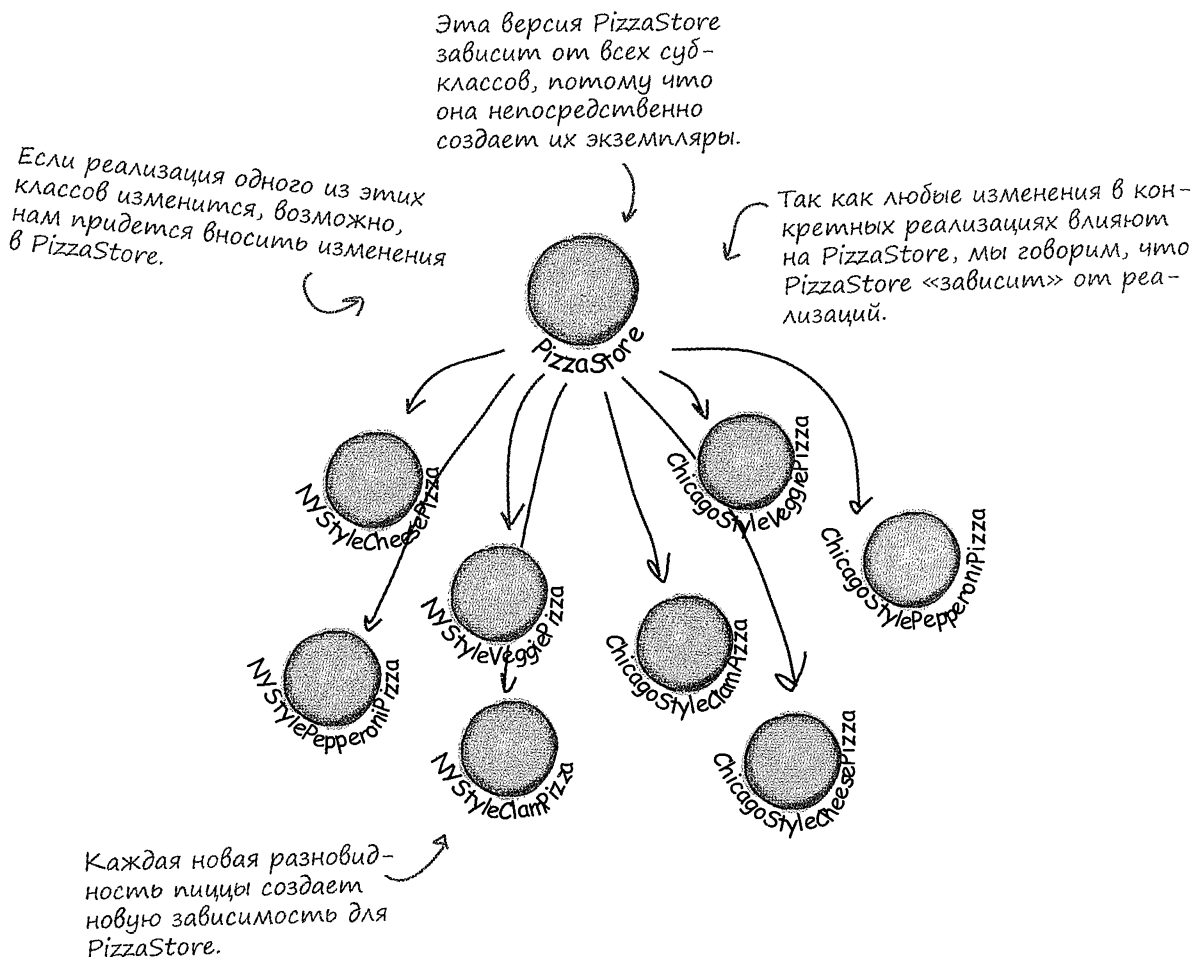 Эта версия PizzaStore
зависит от всех суб-
классов, потому что
она непосредственно
создает их экземпляры.
Если реализация одного из этих
классов изменится, возможно,
нам придется вносить изменения
в PizzaStore.
Так как любые изменения в кон-
кретных реализациях влияют
на PizzaStore, мы говорим, что
PizzaStore «зависит» от реа-
лизаций.
PizzaStore
NYStyleCheesePizza
ChicagoStyleVeggiePizza
ChicagoStylePepperoniPizza
NYStyleVeggiePizza
ChicagoStyleClamAzza
NYStylePepperoniPizza
NYStyleClamPizza
ChicagoStyleCheesePizza
Каждая новая разновид-
ность пиццы создает
новую зависимость для
PizzaStore.